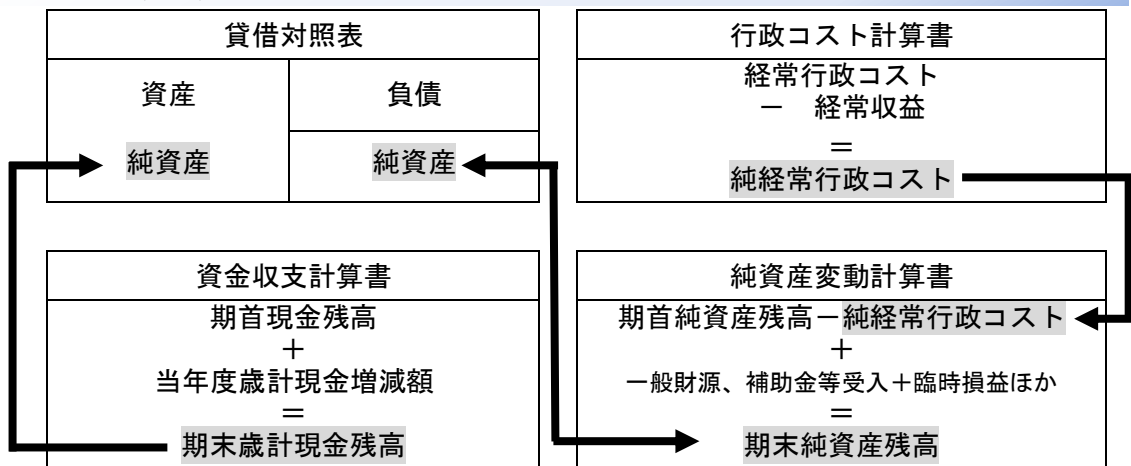 貸借対照表
資産
負債
純資産
純資産
行政コスト計算書
経常行政コスト
－ 経常収益
＝
純経常行政コスト
資金収支計算書
期首現金残高
＋
当年度歳計現金増減額
＝
期末歳計現金残高
純資産変動計算書
期首純資産残高－純経常行政コスト
＋
一般財源、補助金等受入＋臨時損益ほか
＝
期末純資産残高